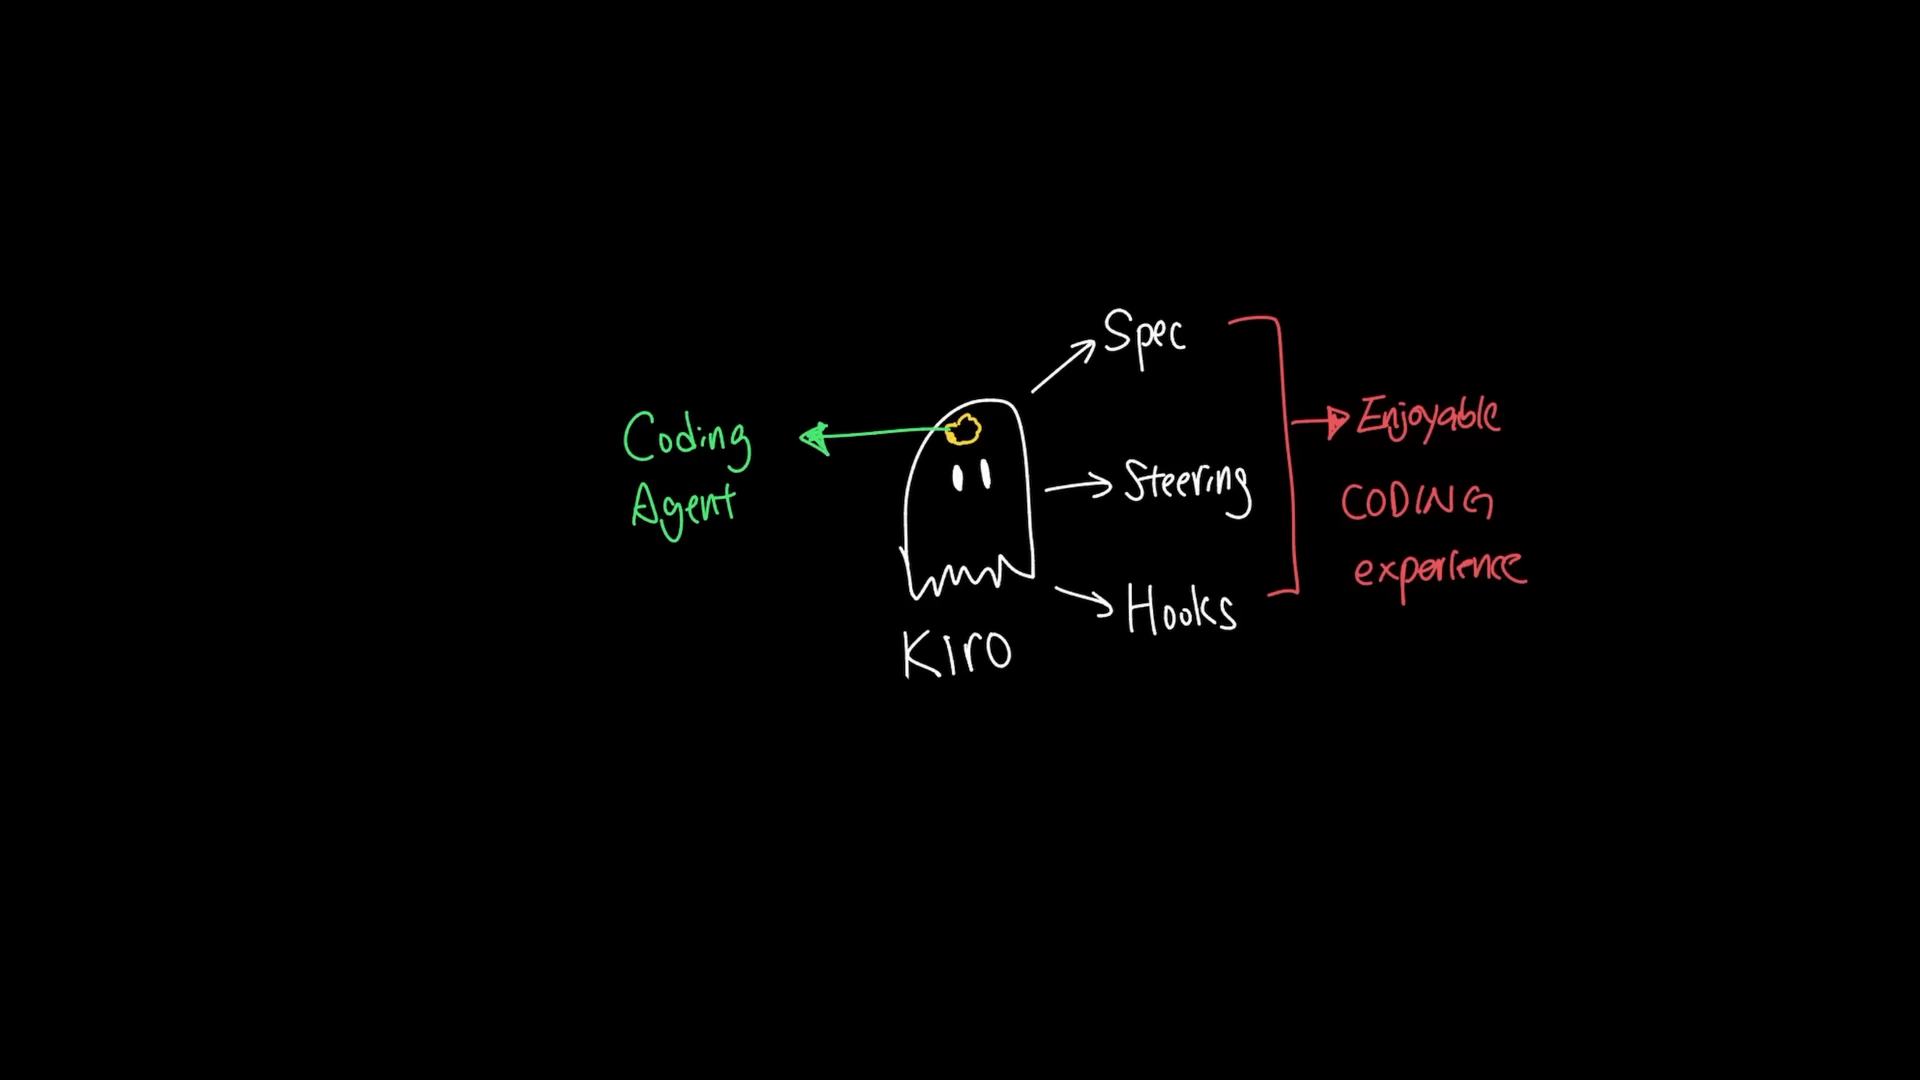 Spec
Coding
Agent
Steering
Hooks
Kiro
Enjoyable
CODING
experience